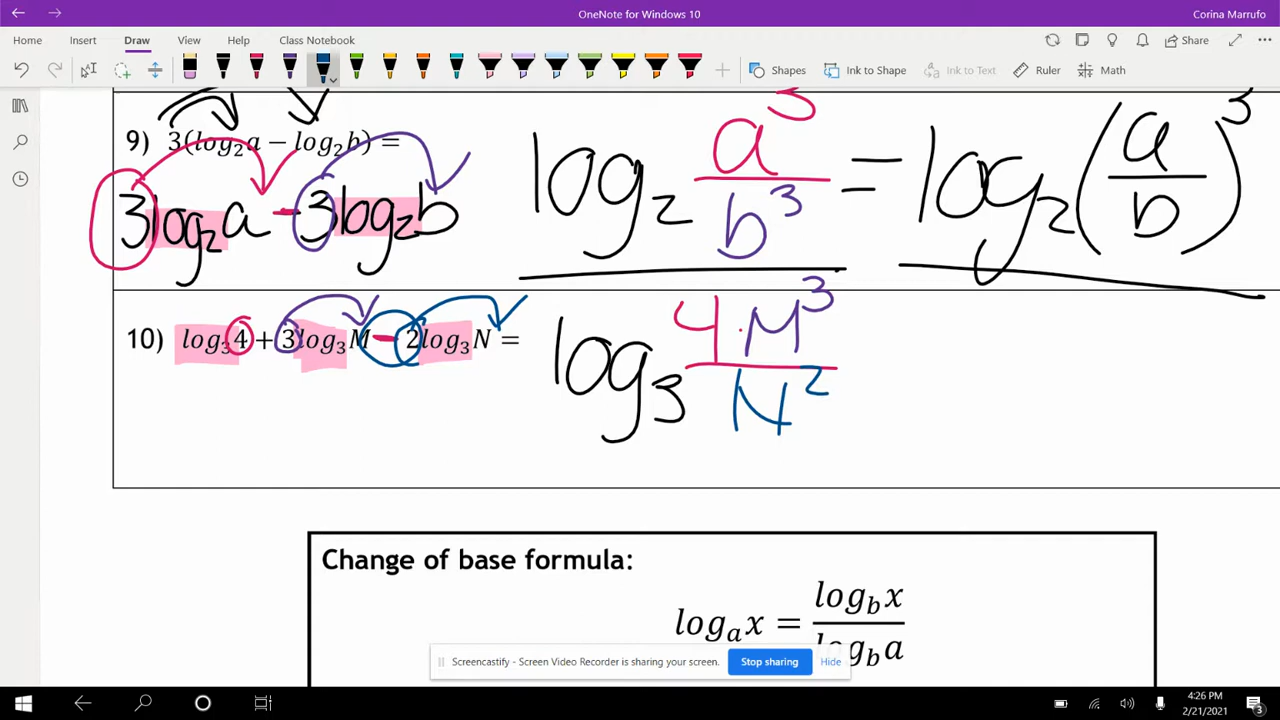 OneNote for Windows 10
Corina Marrufo
Home Insert Draw View Help Class Notebook
Share
Shapes Ink to Shape Ink to Text Ruler Math
9) 3(log₂a − log₂b) =
3log₂a − 3log₂b
log₂ a³/b³ = log₂(a/b)³
10) log₃4 + 3log₃M − 2log₃N = log₃ 4·M³/N²
Change of base formula:
logₐx = log_b x / log_b a
Screencastify - Screen Video Recorder is sharing your screen. Stop sharing Hide
4:26 PM
2/21/2021
3